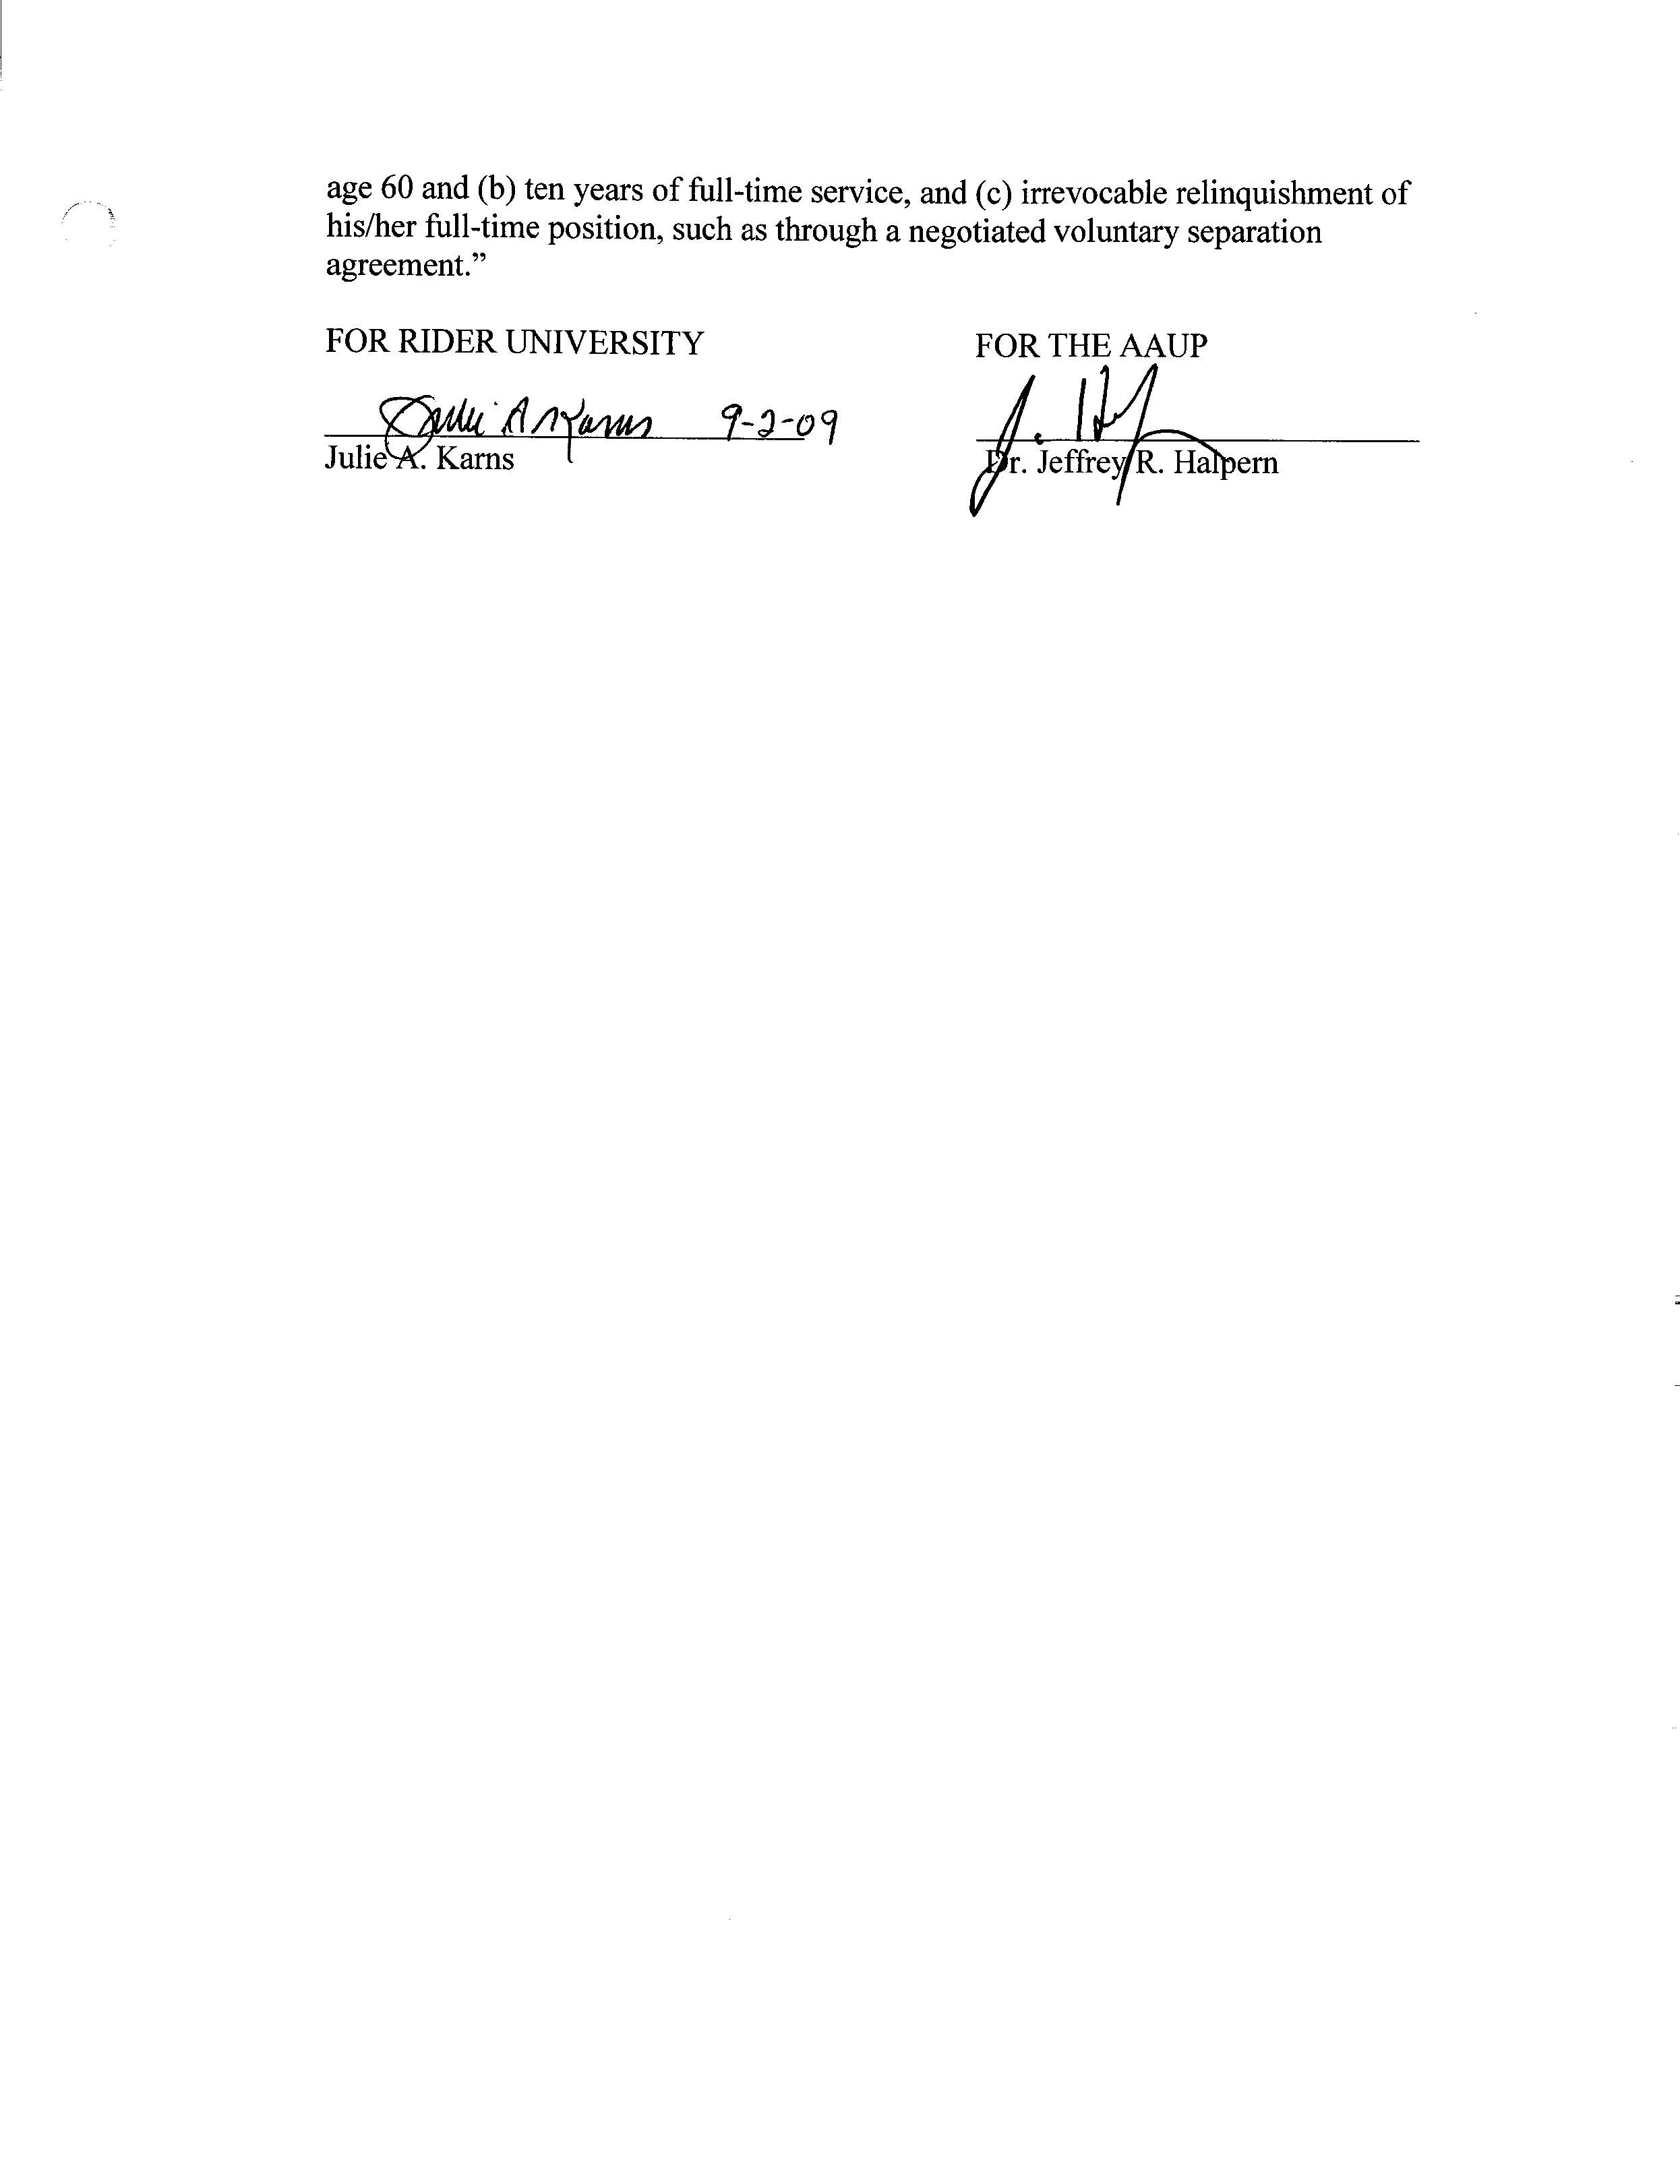 age 60 and (b) ten years of full-time service, and (c) irrevocable relinquishment of
his/her full-time position, such as through a negotiated voluntary separation
agreement.”
FOR RIDER UNIVERSITY
FOR THE AAUP
Julie A Karns 9-2-09
Julie A. Karns
Dr. Jeffrey R. Halpern